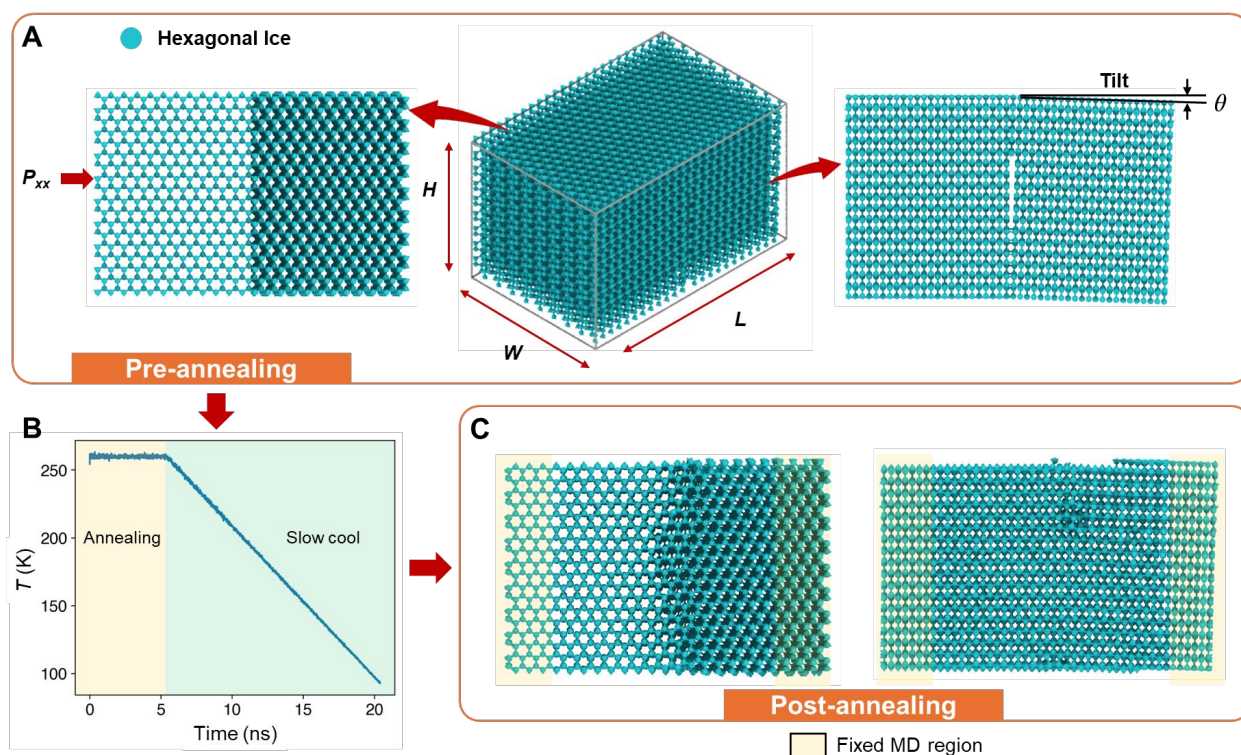 A
Hexagonal Ice
Tilt
θ
Pxx
H
W
L
Pre-annealing
B
250
200
150
100
T (K)
Annealing
Slow cool
0 5 10 15 20
Time (ns)
C
Post-annealing
Fixed MD region